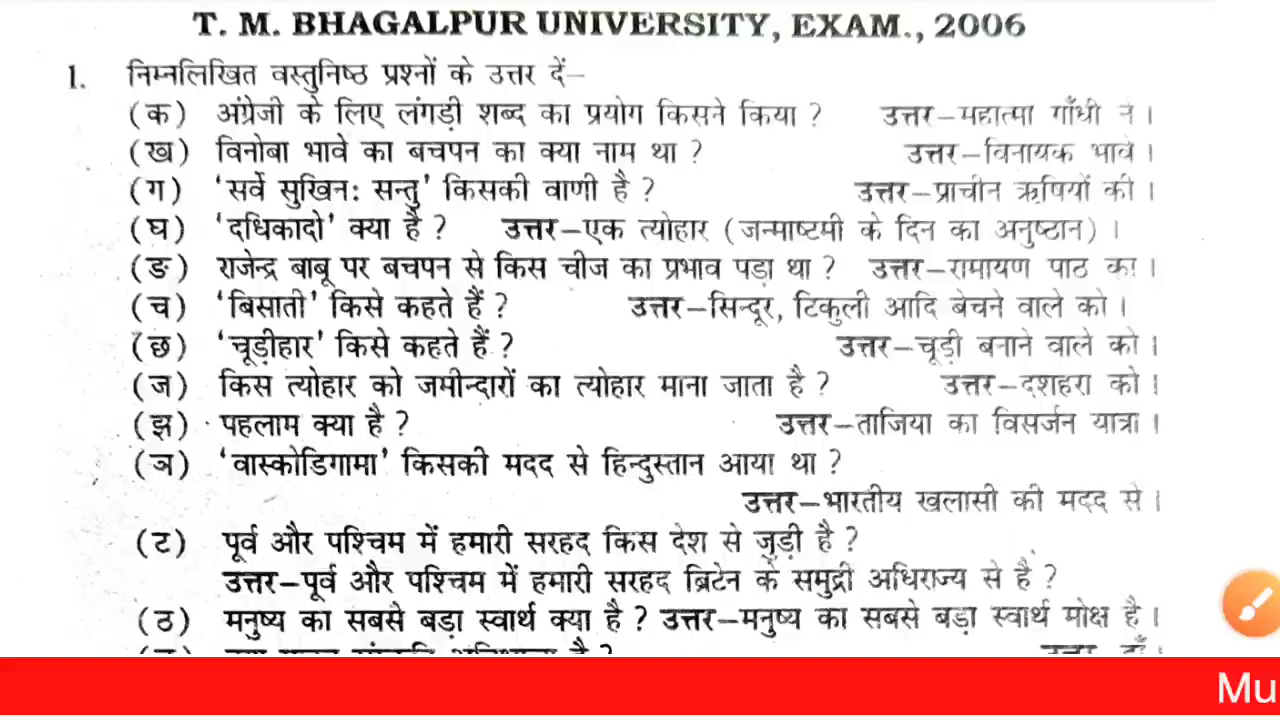 T. M. BHAGALPUR UNIVERSITY, EXAM., 2006
1. निम्नलिखित वस्तुनिष्ठ प्रश्नों के उत्तर दें–
(क) अंग्रेजी के लिए लंगड़ी शब्द का प्रयोग किसने किया ? उत्तर–महात्मा गाँधी ने ।
(ख) विनोबा भावे का बचपन का क्या नाम था ? उत्तर–विनायक भावे ।
(ग) ‘सर्वे सुखिनः सन्तु’ किसकी वाणी है ? उत्तर–प्राचीन ऋषियों की ।
(घ) ‘दधिकादो’ क्या है ? उत्तर–एक त्योहार (जन्माष्टमी के दिन का अनुष्ठान) ।
(ङ) राजेन्द्र बाबू पर बचपन से किस चीज का प्रभाव पड़ा था ? उत्तर–रामायण पाठ का ।
(च) ‘बिसाती’ किसे कहते हैं ? उत्तर–सिन्दूर, टिकुली आदि बेचने वाले को ।
(छ) ‘चूड़ीहार’ किसे कहते हैं ? उत्तर–चूड़ी बनाने वाले को ।
(ज) किस त्योहार को जमीन्दारों का त्योहार माना जाता है ? उत्तर–दशहरा को ।
(झ) पहलाम क्या है ? उत्तर–ताजिया का विसर्जन यात्रा ।
(ञ) ‘वास्कोडिगामा’ किसकी मदद से हिन्दुस्तान आया था ?
उत्तर–भारतीय खलासी की मदद से ।
(ट) पूर्व और पश्चिम में हमारी सरहद किस देश से जुड़ी है ?
उत्तर–पूर्व और पश्चिम में हमारी सरहद ब्रिटेन के समुद्री अधिराज्य से है ?
(ठ) मनुष्य का सबसे बड़ा स्वार्थ क्या है ? उत्तर–मनुष्य का सबसे बड़ा स्वार्थ मोक्ष है ।
Mu